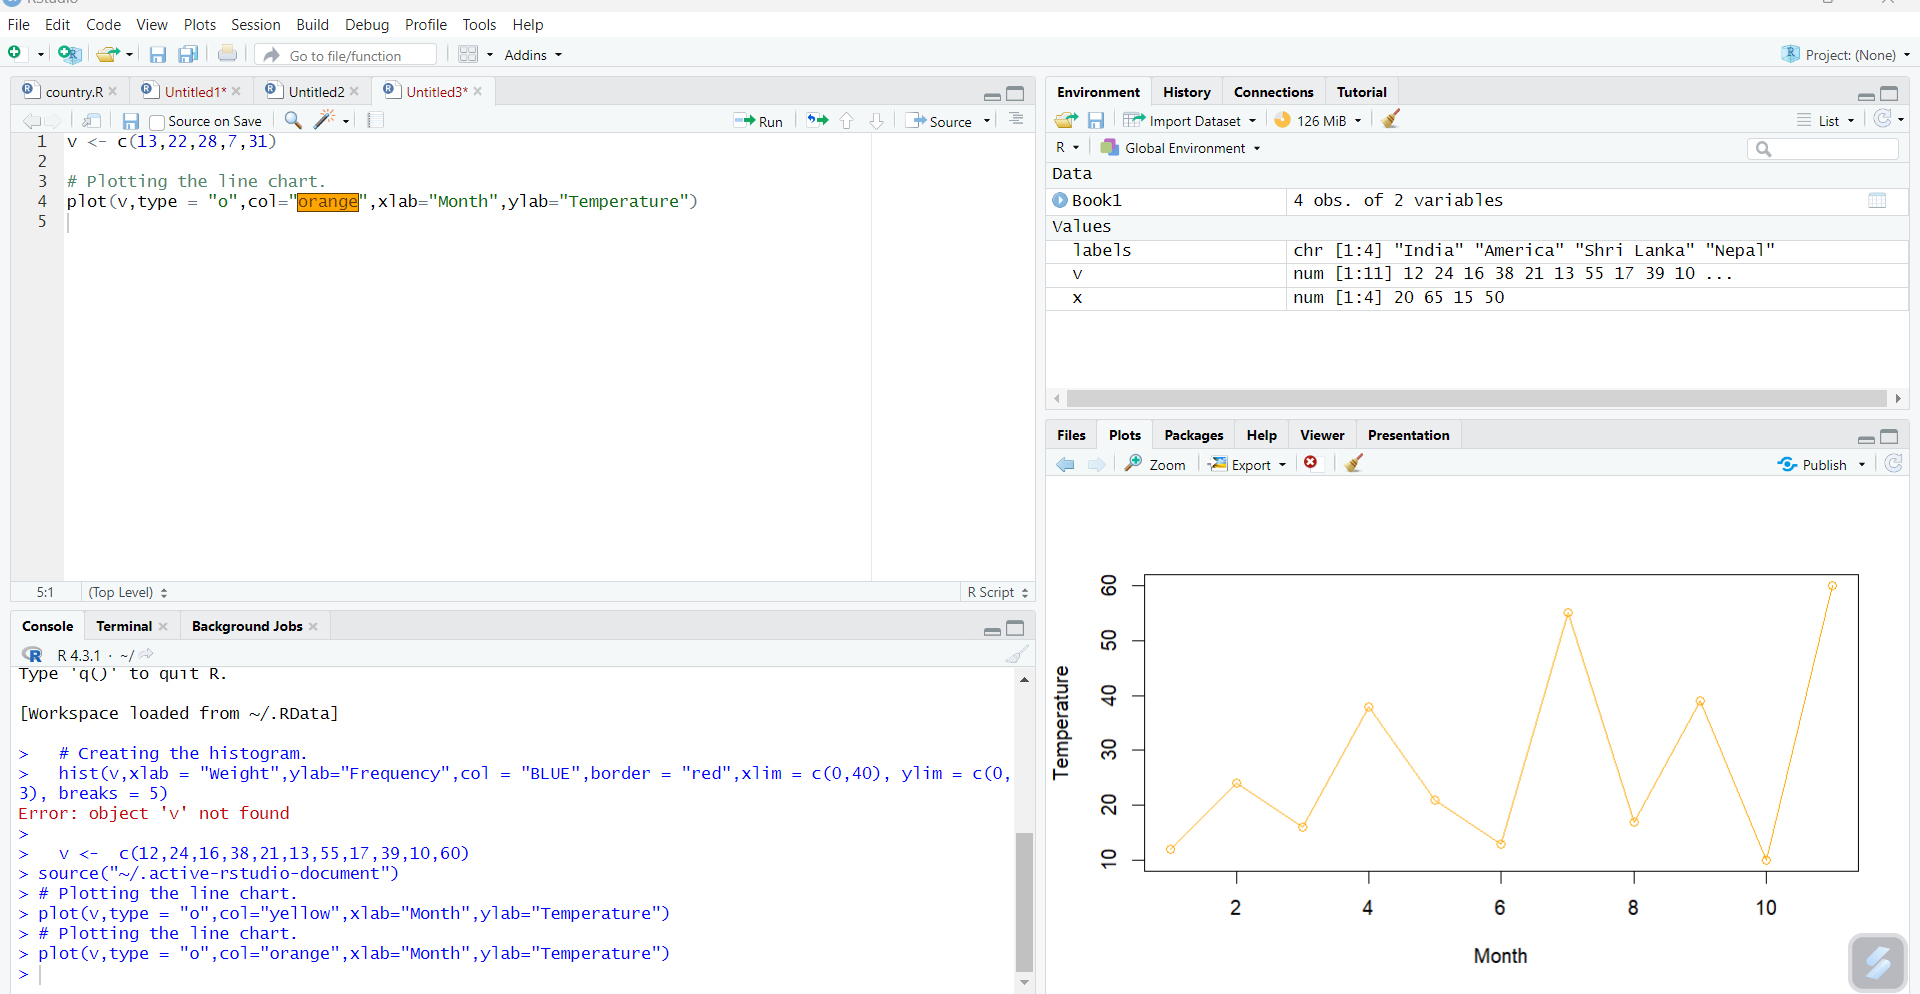 RStudio
File Edit Code View Plots Session Build Debug Profile Tools Help
Go to file/function Addins Project: (None)
country.R Untitled1* Untitled2 Untitled3*
Source on Save Run Source
1 v <- c(13,22,28,7,31)
2
3 # Plotting the line chart.
4 plot(v,type = "o",col="orange",xlab="Month",ylab="Temperature")
5
5:1 (Top Level) R Script
Console Terminal Background Jobs
R 4.3.1 · ~/
Type 'q()' to quit R.
[Workspace loaded from ~/.RData]
> # Creating the histogram.
> hist(v,xlab = "Weight",ylab="Frequency",col = "BLUE",border = "red",xlim = c(0,40), ylim = c(0,
3), breaks = 5)
Error: object 'v' not found
>
> v <- c(12,24,16,38,21,13,55,17,39,10,60)
> source("~/.active-rstudio-document")
> # Plotting the line chart.
> plot(v,type = "o",col="yellow",xlab="Month",ylab="Temperature")
> # Plotting the line chart.
> plot(v,type = "o",col="orange",xlab="Month",ylab="Temperature")
>
Environment History Connections Tutorial
Import Dataset 126 MiB List
R Global Environment
Data
Book1 4 obs. of 2 variables
Values
labels chr [1:4] "India" "America" "Shri Lanka" "Nepal"
v num [1:11] 12 24 16 38 21 13 55 17 39 10 ...
x num [1:4] 20 65 15 50
Files Plots Packages Help Viewer Presentation
Zoom Export Publish
60
50
40
30
20
10
Temperature
2 4 6 8 10
Month